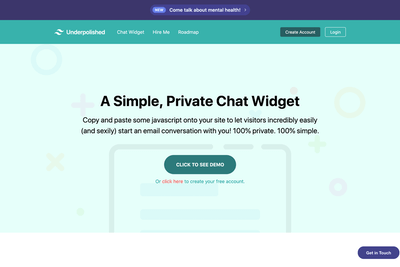 NEW Come talk about mental health! >
Underpolished Chat Widget Hire Me Roadmap Create Account Login
A Simple, Private Chat Widget
Copy and paste some javascript onto your site to let visitors incredibly easily
(and sexily) start an email conversation with you! 100% private. 100% simple.
CLICK TO SEE DEMO
Or click here to create your free account.
Get in Touch